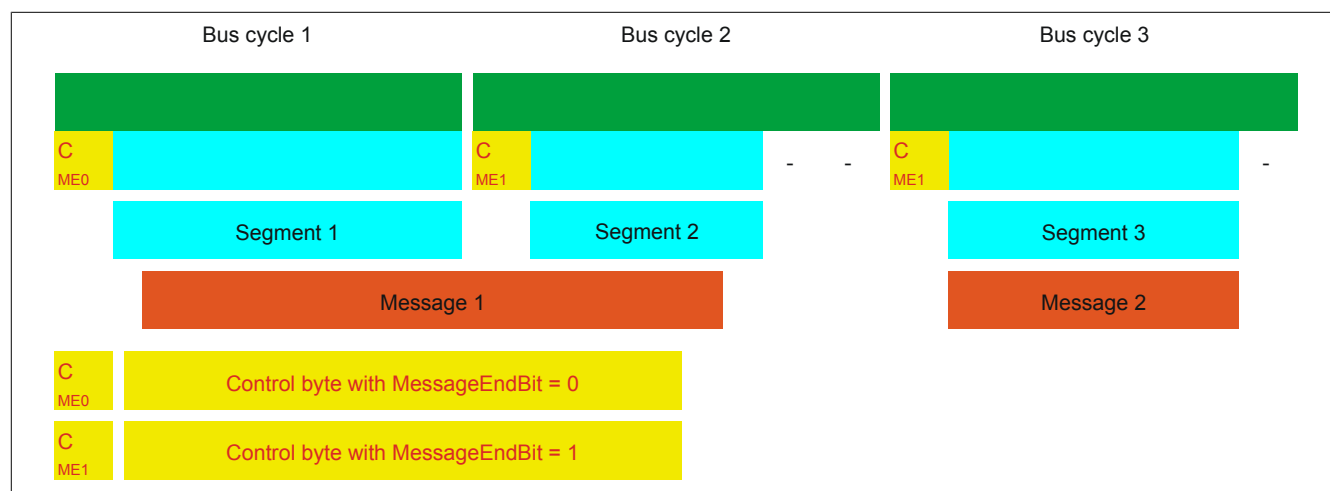 Bus cycle 1 Bus cycle 2 Bus cycle 3
C C - - C -
ME0 ME1 ME1
Segment 1 Segment 2 Segment 3
Message 1 Message 2
C
ME0
Control byte with MessageEndBit = 0
C
ME1
Control byte with MessageEndBit = 1